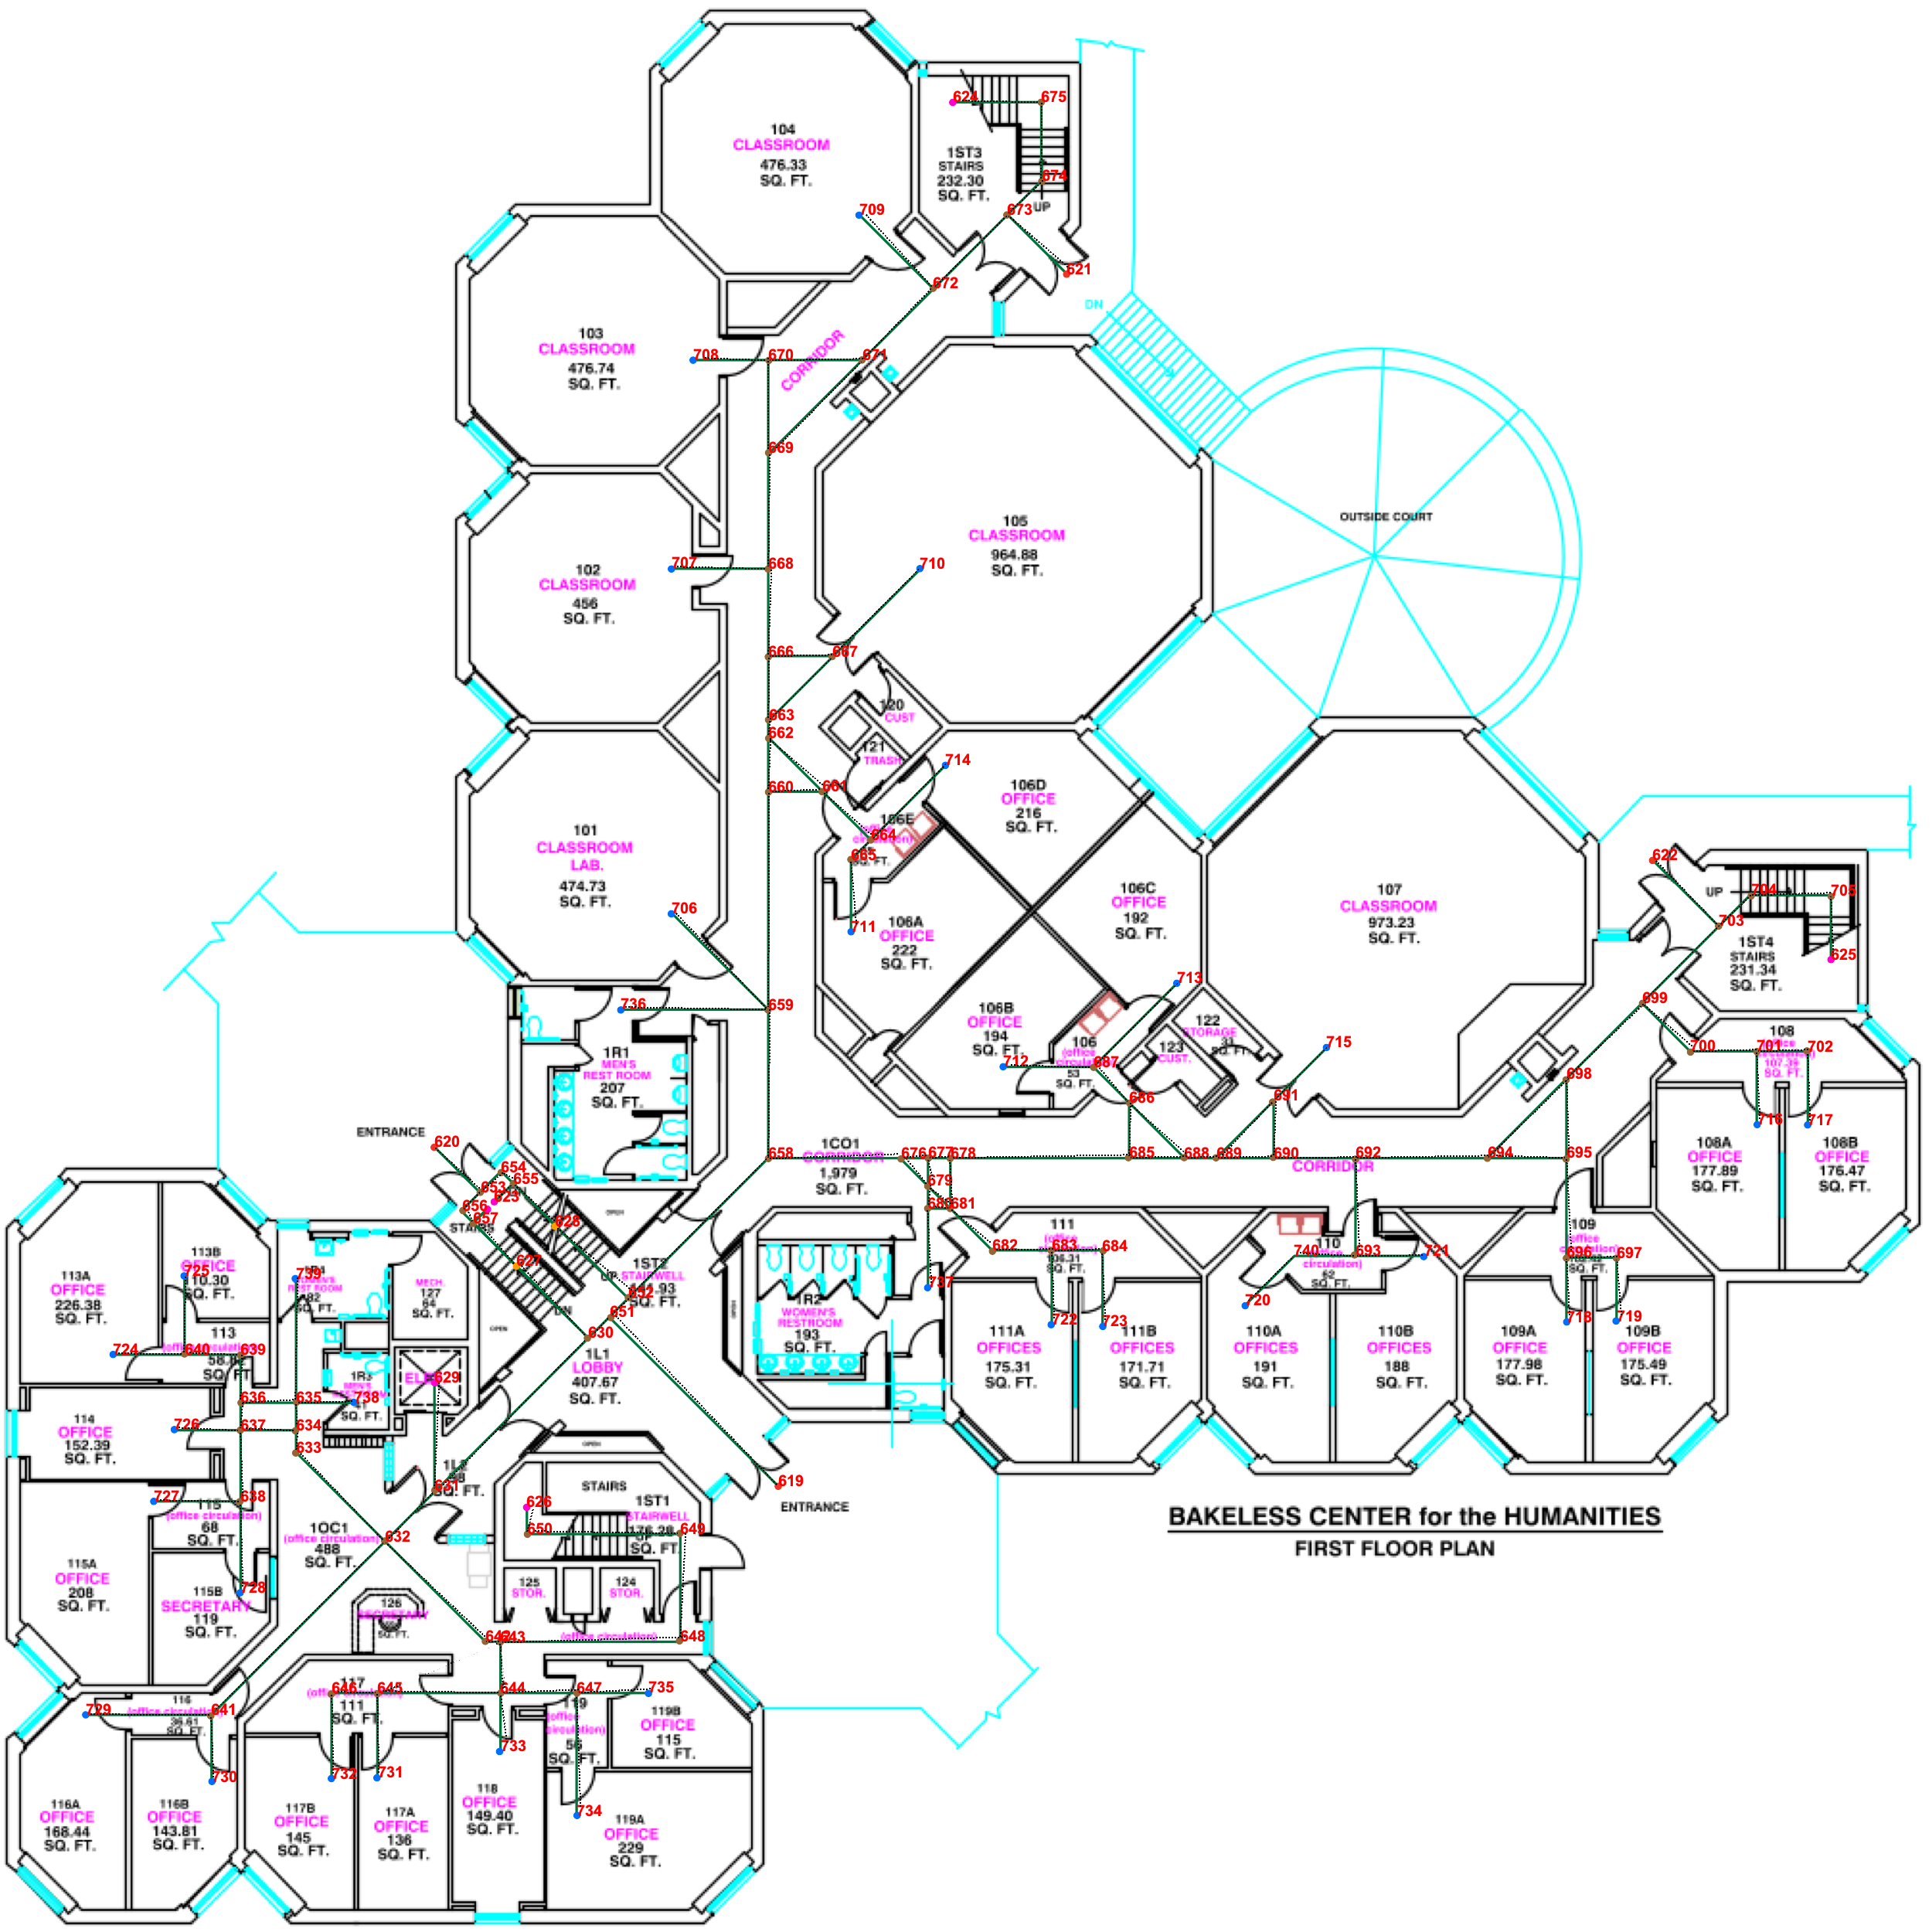 104
CLASSROOM
476.33
SQ. FT.
624
675
1ST3
STAIRS
232.30
SQ. FT.
674
UP
673
709
621
672
DN
103
CLASSROOM
476.74
SQ. FT.
708
670
671
CORRIDOR
669
102
CLASSROOM
456
SQ. FT.
707
668
105
CLASSROOM
964.88
SQ. FT.
710
OUTSIDE COURT
666
667
663
662
120
CUST
121
TRASH
714
660
661
101
CLASSROOM
LAB.
474.73
SQ. FT.
706
106E
664
665
SQ. FT.
711
106D
OFFICE
216
SQ. FT.
106A
OFFICE
222
SQ. FT.
106C
OFFICE
192
SQ. FT.
713
106B
OFFICE
194
SQ. FT.
712
106
(office
53
SQ. FT.
687
686
122
STORAGE
SQ. FT.
123
CUST.
715
691
107
CLASSROOM
973.23
SQ. FT.
622
UP
704
705
703
1ST4
STAIRS
231.34
SQ. FT.
625
699
700
701
702
108
107.39
SQ. FT.
698
716
717
108A
OFFICE
177.89
SQ. FT.
108B
OFFICE
176.47
SQ. FT.
736
659
1R1
MEN'S
REST ROOM
207
SQ. FT.
ENTRANCE
620
658
1CO1
CORRIDOR
1,979
SQ. FT.
676
677
678
679
680
681
685
688
689
690
692
CORRIDOR
694
695
654
655
653
623
656
657
STAIRS
628
627
OPEN
UP
DN
1ST2
STAIRWELL
SQ. FT.
652
651
630
OPEN
OPEN
1L1
LOBBY
407.67
SQ. FT.
1R2
WOMEN'S
RESTROOM
193
SQ. FT.
737
111
682
683
684
106.31
SQ. FT.
722
723
111A
OFFICES
175.31
SQ. FT.
111B
OFFICES
171.71
SQ. FT.
110
740
693
721
circulation)
62
SQ. FT.
720
110A
OFFICES
191
SQ. FT.
110B
OFFICES
188
SQ. FT.
109
(office
696
697
SQ. FT.
718
719
109A
OFFICES
177.98
SQ. FT.
109B
OFFICES
175.49
SQ. FT.
113A
OFFICE
226.38
SQ. FT.
113B
OFFICE
110.30
SQ. FT.
725
739
REST ROOM
82
SQ. FT.
MECH.
127
64
SQ. FT.
113
(office circulation)
58.82
SQ. FT.
724
640
639
1R3
MEN'S
SQ. FT.
738
629
636
635
114
OFFICE
152.39
SQ. FT.
726
637
634
633
727
638
115
(office circulation)
68
SQ. FT.
115A
OFFICE
208
SQ. FT.
115B
SECRETARY
119
SQ. FT.
728
1OC1
(office circulation)
488
SQ. FT.
632
631
SQ. FT.
OPEN
STAIRS
626
650
1ST1
STAIRWELL
176.28
SQ. FT.
649
619
ENTRANCE
125
STOR.
124
STOR.
126
SECRETARY
SQ. FT.
642
643
(office circulation)
648
116
(office circulation)
36.61
SQ. FT.
729
641
730
116A
OFFICE
168.44
SQ. FT.
116B
OFFICE
143.81
SQ. FT.
117
646
645
111
SQ. FT.
732
731
117B
OFFICE
145
SQ. FT.
117A
OFFICE
136
SQ. FT.
644
733
118
OFFICE
149.40
SQ. FT.
647
735
119
(office
circulation)
56
SQ. FT.
734
119B
OFFICE
115
SQ. FT.
119A
OFFICE
229
SQ. FT.
BAKELESS CENTER for the HUMANITIES
FIRST FLOOR PLAN